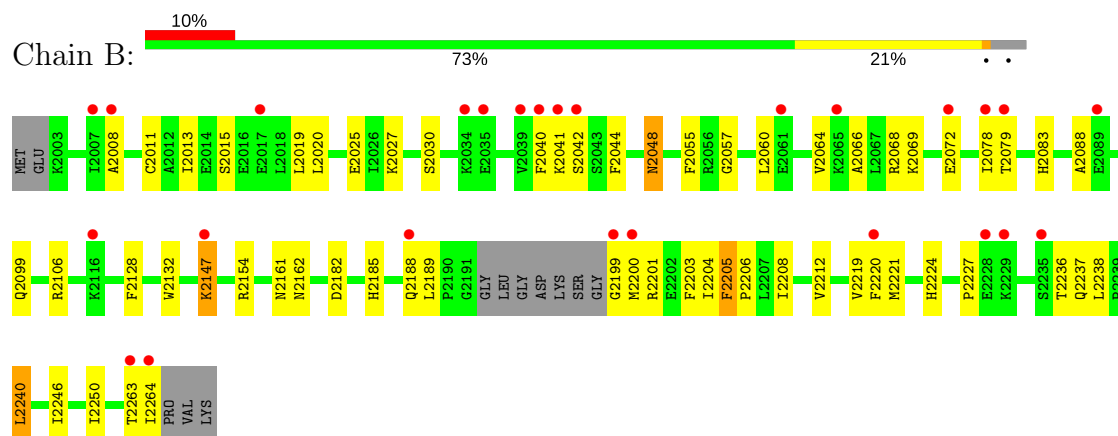 10%
Chain B:
73% 21% • •
MET GLU K2003 I2007 A2008 C2011 A2012 I2013 E2014 S2015 E2016 E2017 L2018 L2019 L2020 E2025 I2026 K2027 S2030 K2034 E2035 V2039 F2040 K2041 S2042 S2043 F2044 N2048 F2055 R2056 G2057 L2060 E2061 V2064 K2065 A2066 L2067 R2068 K2069 E2072 I2078 T2079 H2083 A2088 E2089
Q2099 R2106 K2116 F2128 W2132 K2147 R2154 N2161 N2162 D2182 H2185 Q2188 L2189 P2190 G2191 GLY LEU GLY ASP LYS SER GLY G2199 M2200 R2201 E2202 F2203 I2204 F2205 P2206 L2207 I2208 V2212 V2219 F2220 M2221 H2224 P2227 E2228 K2229 S2235 T2236 Q2237 L2238 P2239
L2240 I2246 I2250 T2263 I2264 PRO VAL LYS